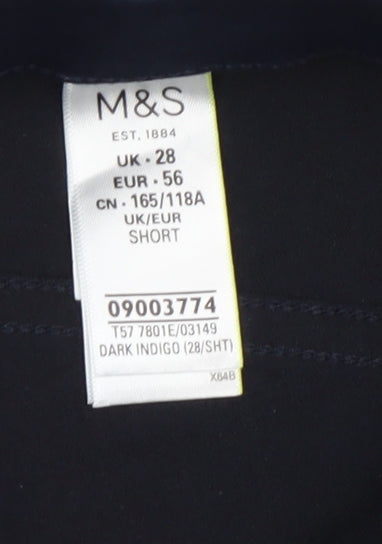 M&S
EST. 1884
UK · 28
EUR · 56
CN · 165/118A
UK/EUR
SHORT
09003774
T57 7801E/03149
DARK INDIGO (28/SHT)
X64B